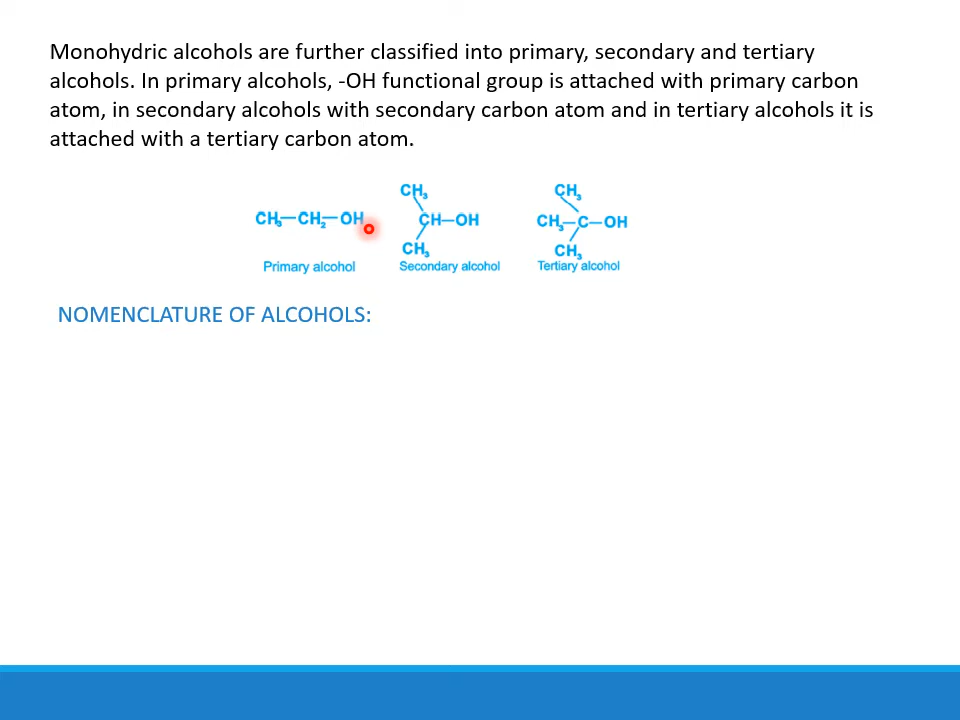 Monohydric alcohols are further classified into primary, secondary and tertiary
alcohols. In primary alcohols, -OH functional group is attached with primary carbon
atom, in secondary alcohols with secondary carbon atom and in tertiary alcohols it is
attached with a tertiary carbon atom.
CH₃—CH₂—OH
Primary alcohol
CH₃
CH—OH
CH₃
Secondary alcohol
CH₃
CH₃—C—OH
CH₃
Tertiary alcohol
NOMENCLATURE OF ALCOHOLS: